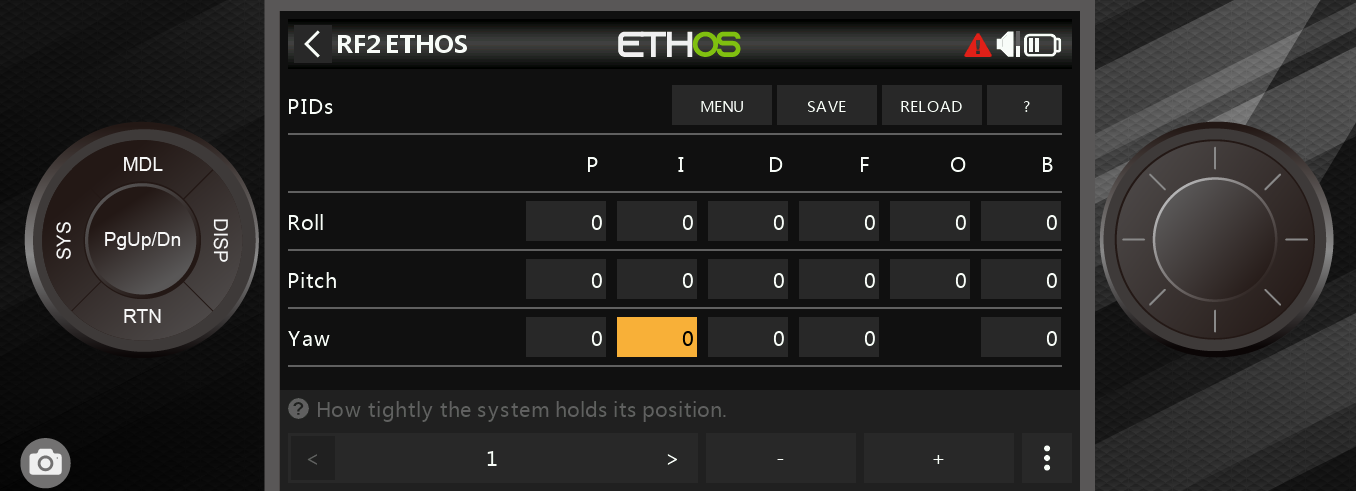 RF2 ETHOS
ETHOS
PIDs
MENU
SAVE
RELOAD
?
P I D F O B
Roll 0 0 0 0 0 0
Pitch 0 0 0 0 0 0
Yaw 0 0 0 0 0
? How tightly the system holds its position.
< 1 > - +
MDL
SYS
PgUp/Dn
DISP
RTN